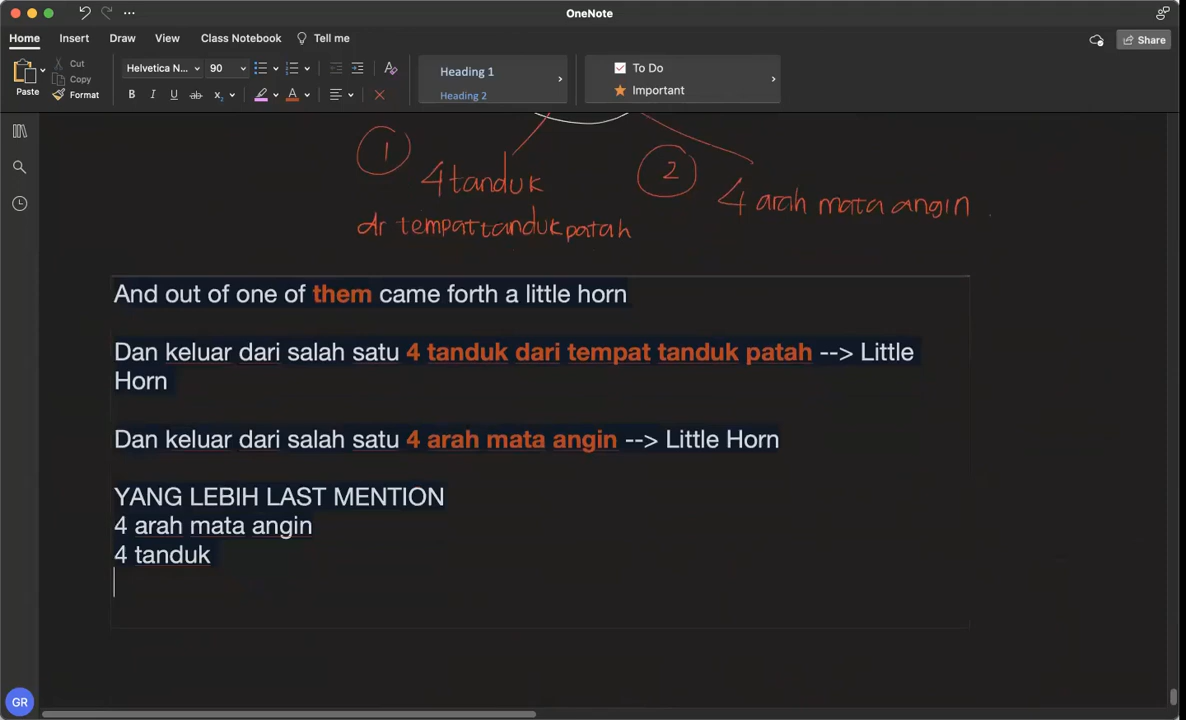 OneNote
Home Insert Draw View Class Notebook Tell me
Share
Paste
Cut
Copy
Format
Helvetica N... 90
B I U ab x2 A
Heading 1
Heading 2
To Do
Important
1
4 tanduk
dr tempat tanduk patah
2
4 arah mata angin
And out of one of them came forth a little horn
Dan keluar dari salah satu 4 tanduk dari tempat tanduk patah --> Little
Horn
Dan keluar dari salah satu 4 arah mata angin --> Little Horn
YANG LEBIH LAST MENTION
4 arah mata angin
4 tanduk
GR